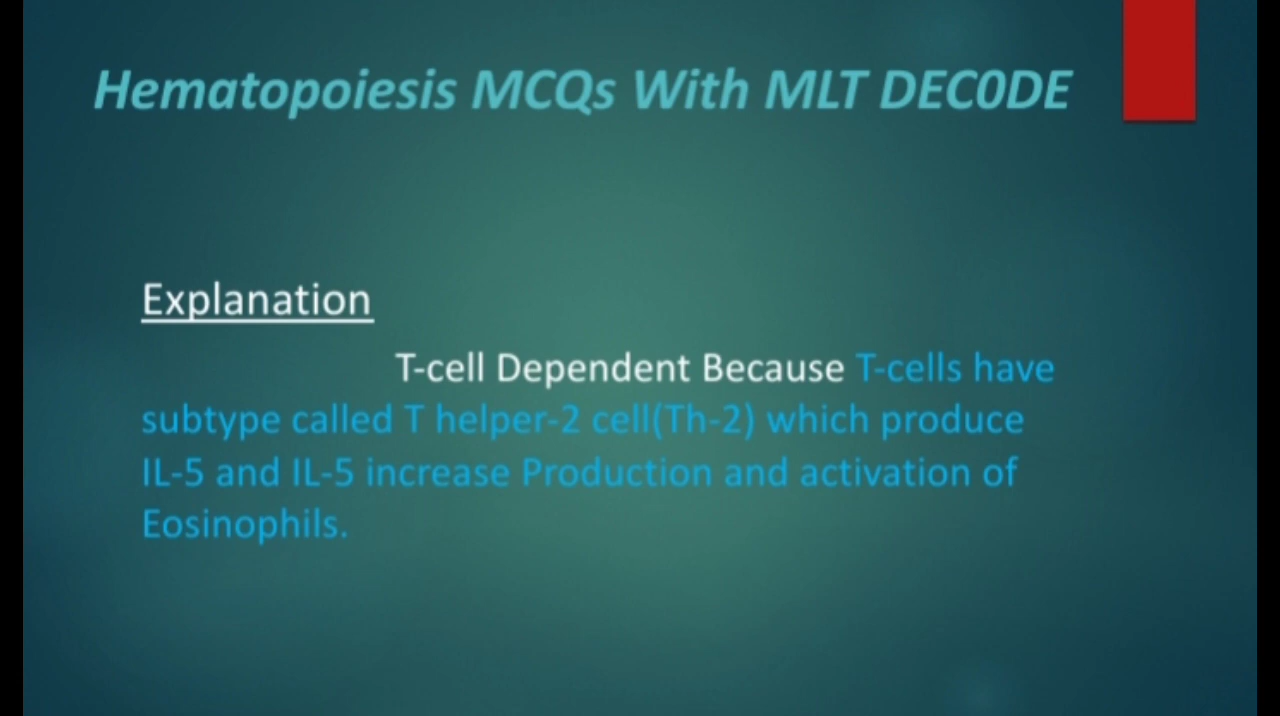 Hematopoiesis MCQs With MLT DEC0DE
Explanation
T-cell Dependent Because T-cells have
subtype called T helper-2 cell(Th-2) which produce
IL-5 and IL-5 increase Production and activation of
Eosinophils.